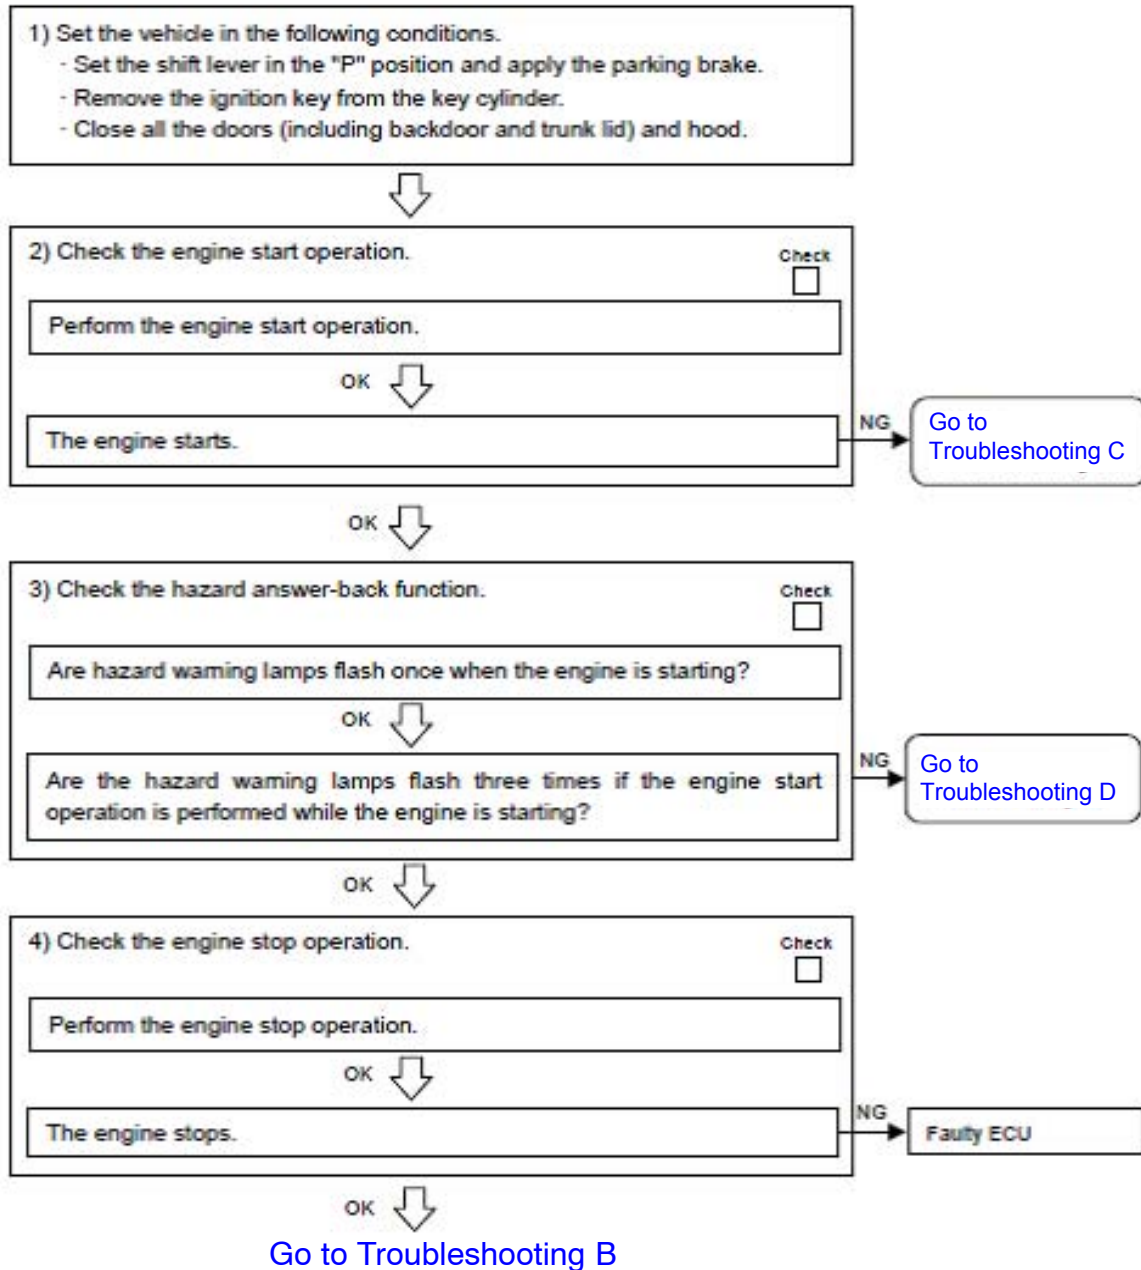 1) Set the vehicle in the following conditions.
· Set the shift lever in the "P" position and apply the parking brake.
· Remove the ignition key from the key cylinder.
· Close all the doors (including backdoor and trunk lid) and hood.
2) Check the engine start operation.
Check
Perform the engine start operation.
OK
The engine starts.
NG
Go to
Troubleshooting C
OK
3) Check the hazard answer-back function.
Check
Are hazard warning lamps flash once when the engine is starting?
OK
Are the hazard warning lamps flash three times if the engine start
operation is performed while the engine is starting?
NG
Go to
Troubleshooting D
OK
4) Check the engine stop operation.
Check
Perform the engine stop operation.
OK
The engine stops.
NG
Faulty ECU
OK
Go to Troubleshooting B